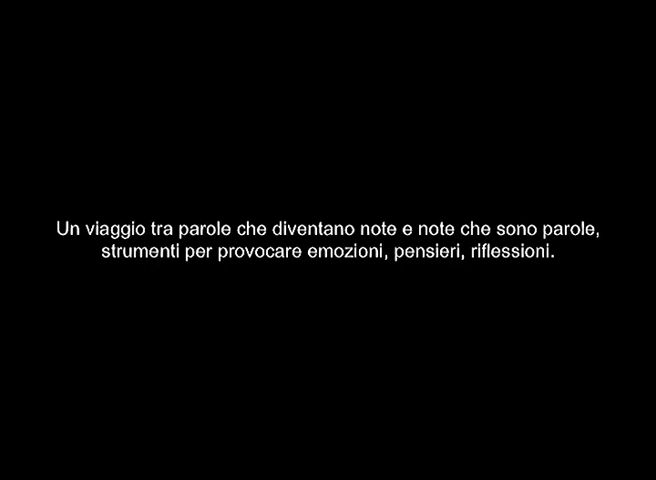 Un viaggio tra parole che diventano note e note che sono parole,
strumenti per provocare emozioni, pensieri, riflessioni.